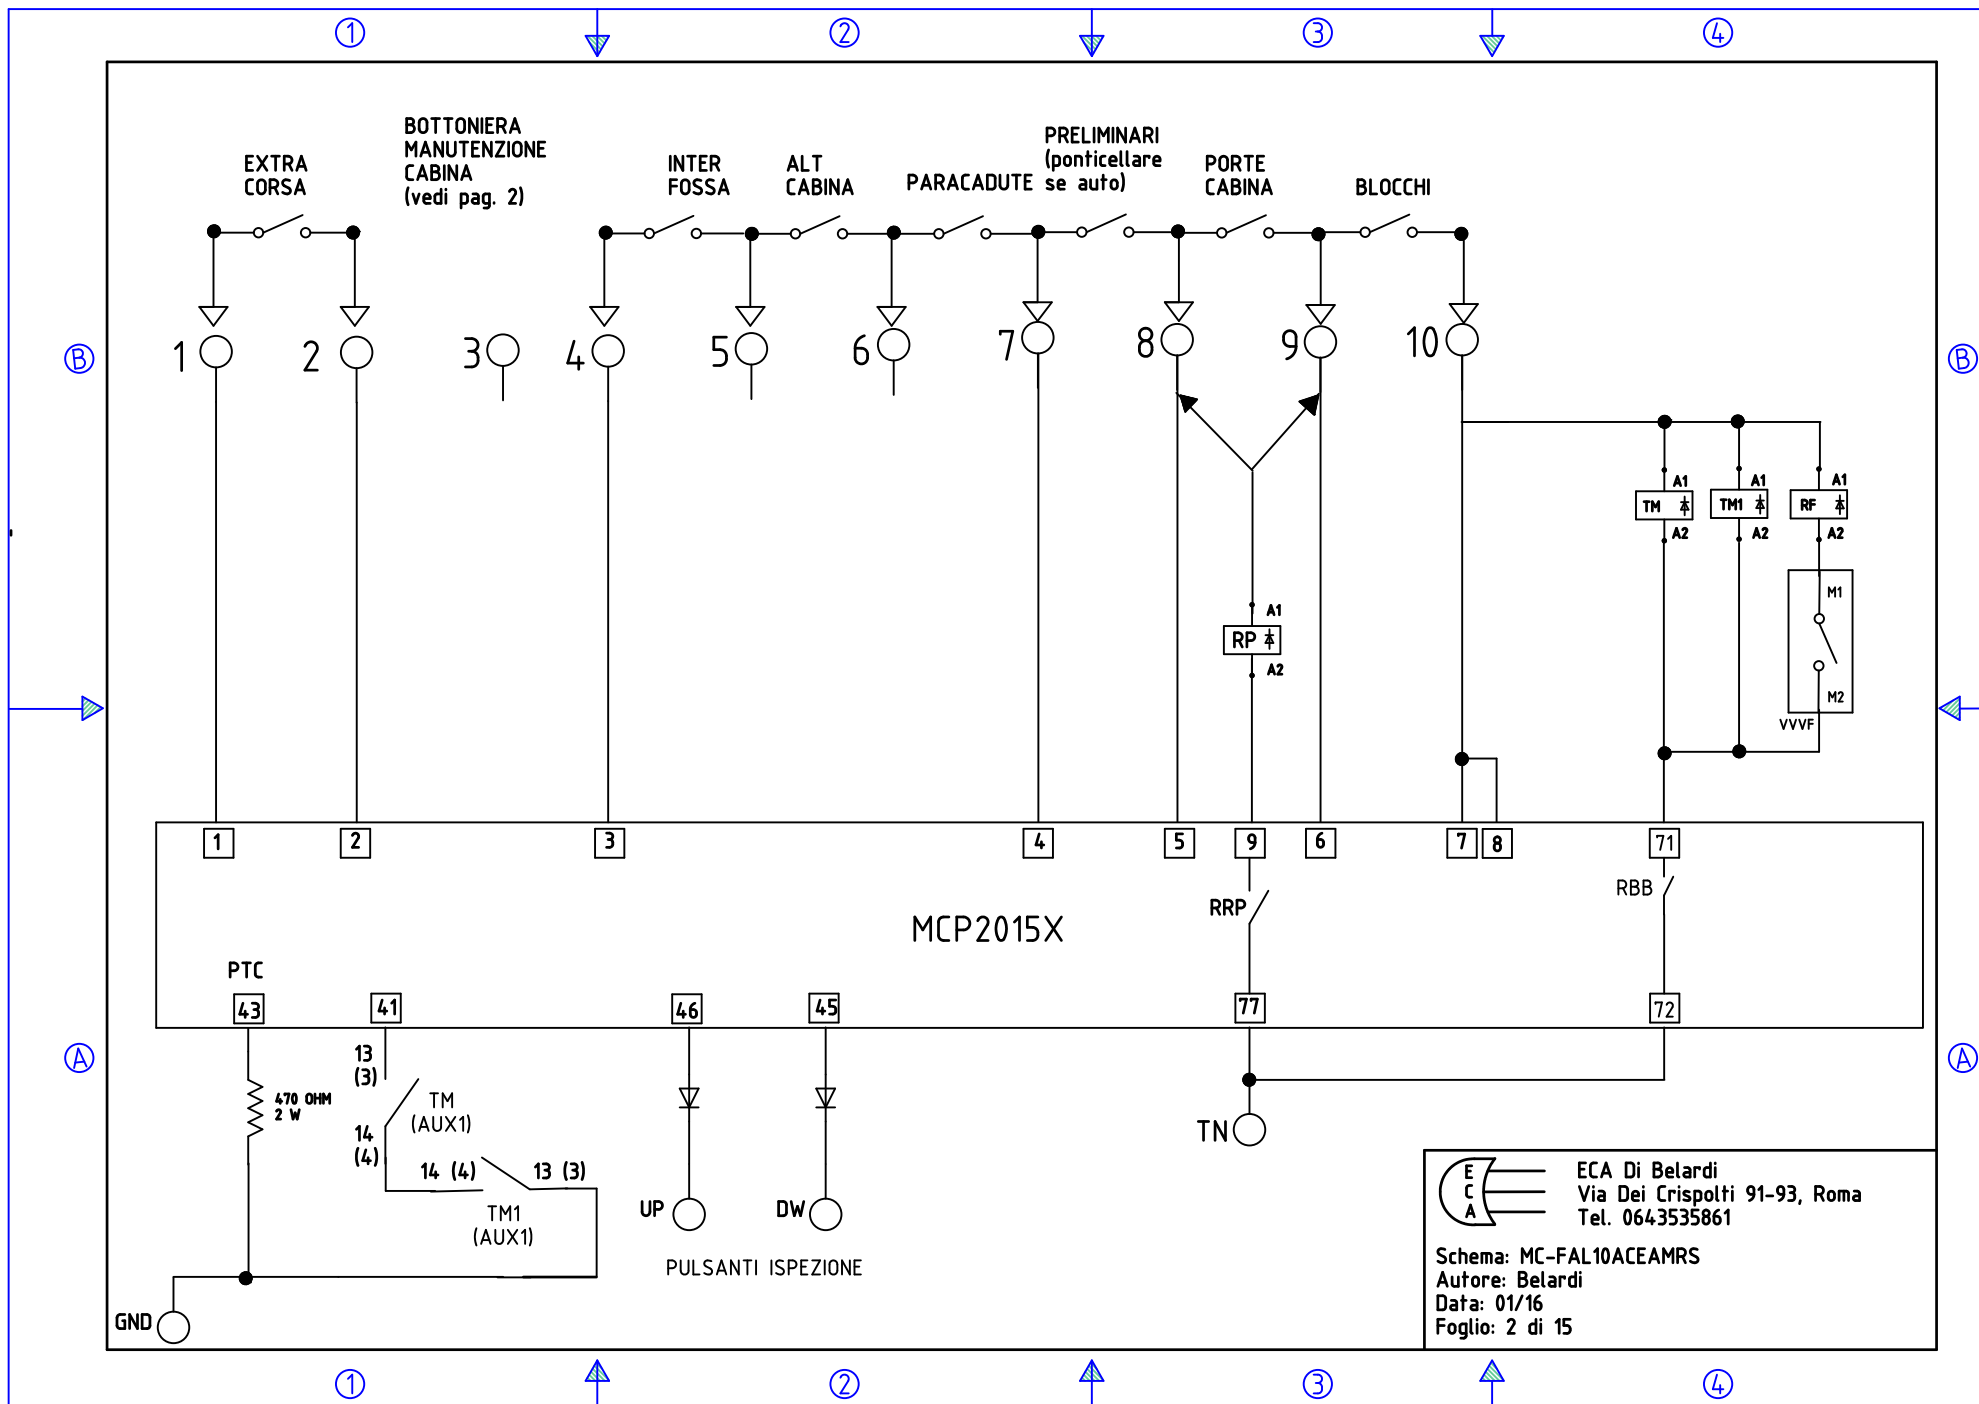 1 2 3 4
EXTRA
CORSA
BOTTONIERA
MANUTENZIONE
CABINA
(vedi pag. 2)
INTER
FOSSA
ALT
CABINA
PARACADUTE
PRELIMINARI
(ponticellare
se auto)
PORTE
CABINA
BLOCCHI
B 1 2 3 4 5 6 7 8 9 10 B
A1 A1 A1
TM TM1 RF
A2 A2 A2
M1
M2
VVVF
A1
RP
A2
1 2 3 4 5 9 6 7 8 71
RRP
RBB
MCP2015X
PTC
43 41 46 45 77 72
A A
470 OHM
2 W
13
(3)
TM
(AUX1)
14
(4)
14 (4) 13 (3)
TM1
(AUX1)
UP DW
PULSANTI ISPEZIONE
TN
GND
E
C
A
ECA Di Belardi
Via Dei Crispolti 91-93, Roma
Tel. 0643535861
Schema: MC-FAL10ACEAMRS
Autore: Belardi
Data: 01/16
Foglio: 2 di 15
1 2 3 4